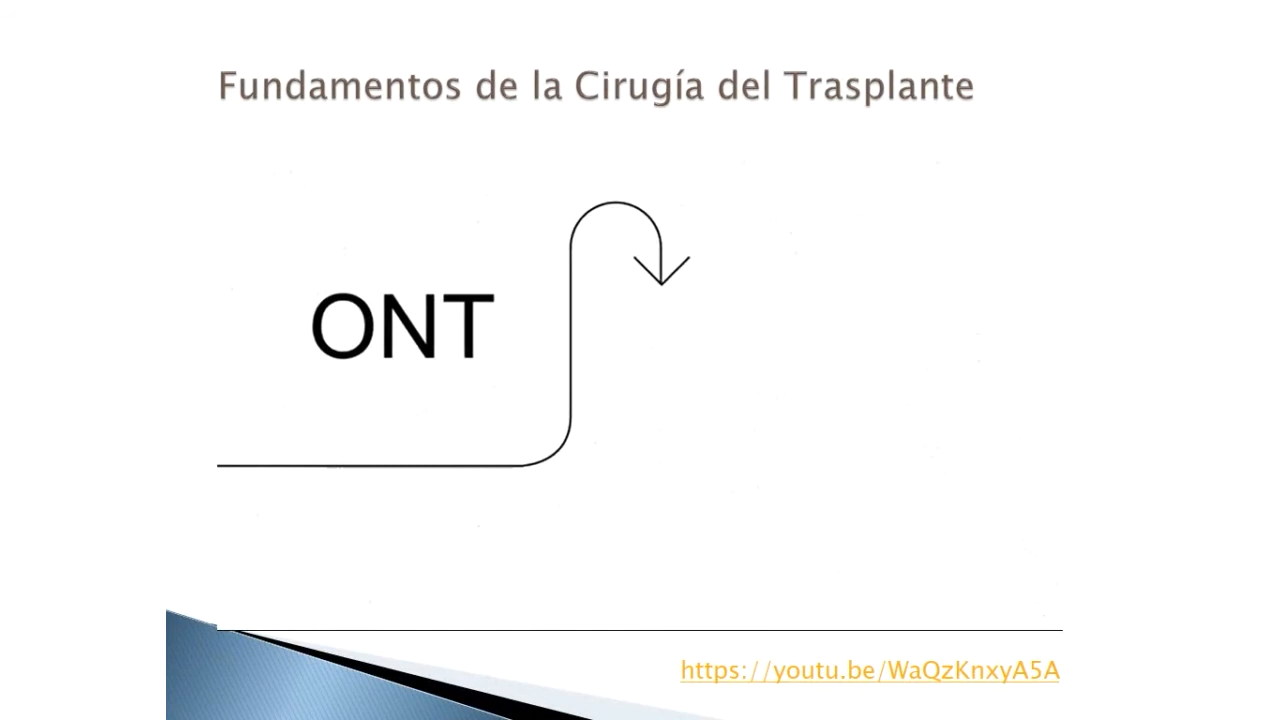 Fundamentos de la Cirugía del Trasplante
ONT
https://youtu.be/WaQzKnxyA5A